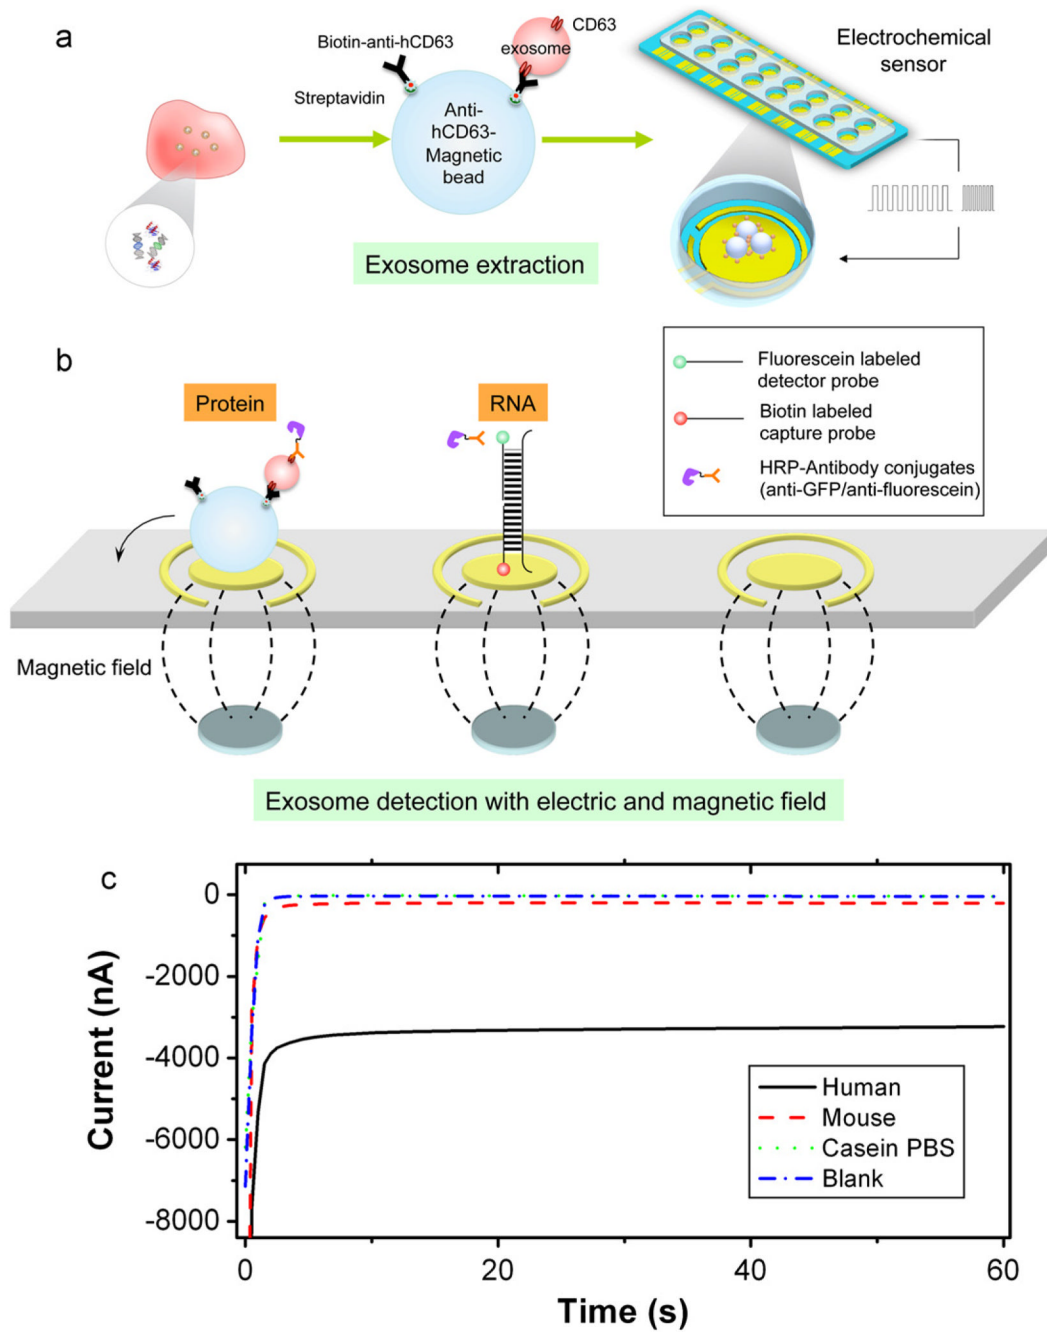 a
Biotin-anti-hCD63
CD63
exosome
Streptavidin
Anti-
hCD63-
Magnetic
bead
Electrochemical
sensor
Exosome extraction
b
Protein
RNA
Fluorescein labeled
detector probe
Biotin labeled
capture probe
HRP-Antibody conjugates
(anti-GFP/anti-fluorescein)
Magnetic field
Exosome detection with electric and magnetic field
c
0
-2000
-4000
-6000
-8000
Current (nA)
Human
Mouse
Casein PBS
Blank
0 20 40 60
Time (s)